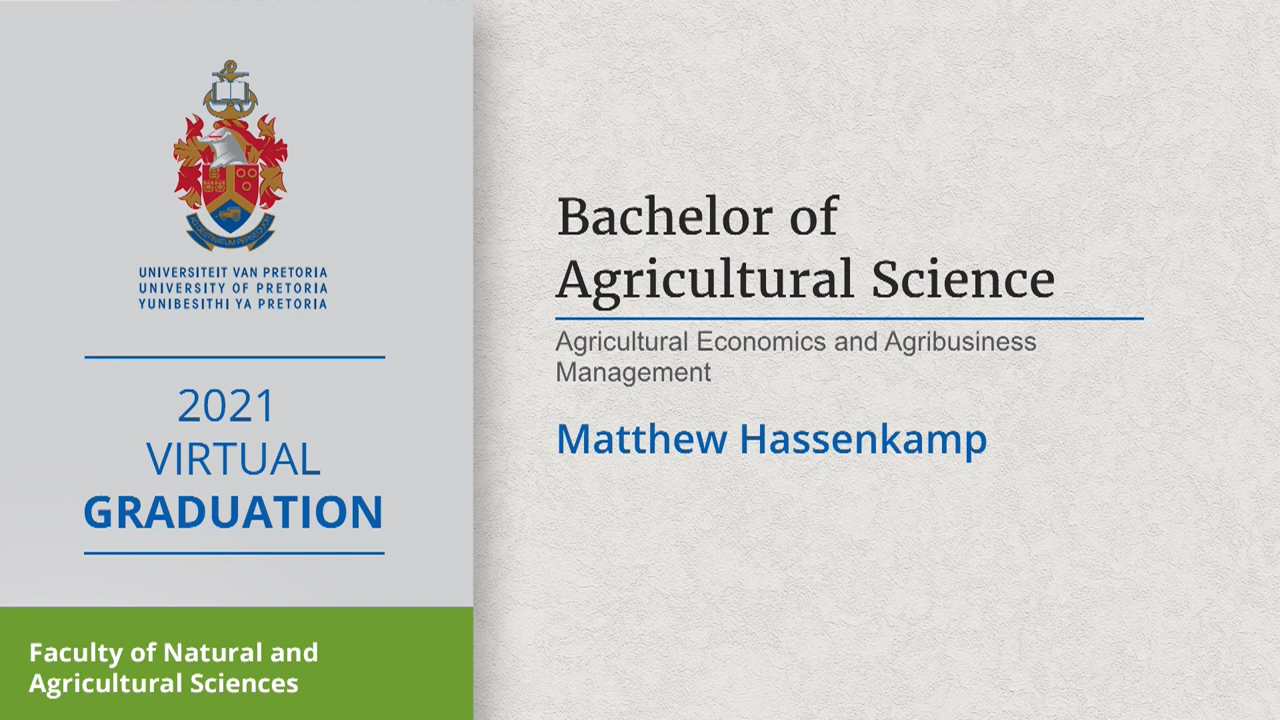 UNIVERSITEIT VAN PRETORIA
UNIVERSITY OF PRETORIA
YUNIBESITHI YA PRETORIA
2021
VIRTUAL
GRADUATION
Faculty of Natural and
Agricultural Sciences
Bachelor of
Agricultural Science
Agricultural Economics and Agribusiness
Management
Matthew Hassenkamp